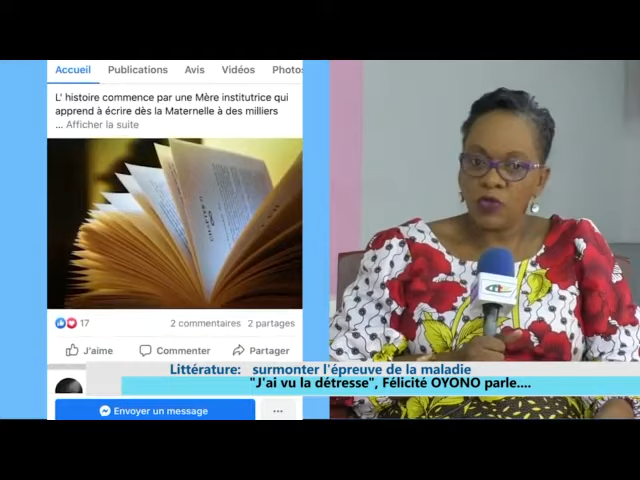 Accueil Publications Avis Vidéos Photos
L' histoire commence par une Mère institutrice qui
apprend à écrire dès la Maternelle à des milliers
... Afficher la suite
17 2 commentaires 2 partages
J'aime Commenter Partager
Envoyer un message
Littérature: surmonter l'épreuve de la maladie
"J'ai vu la détresse", Félicité OYONO parle....